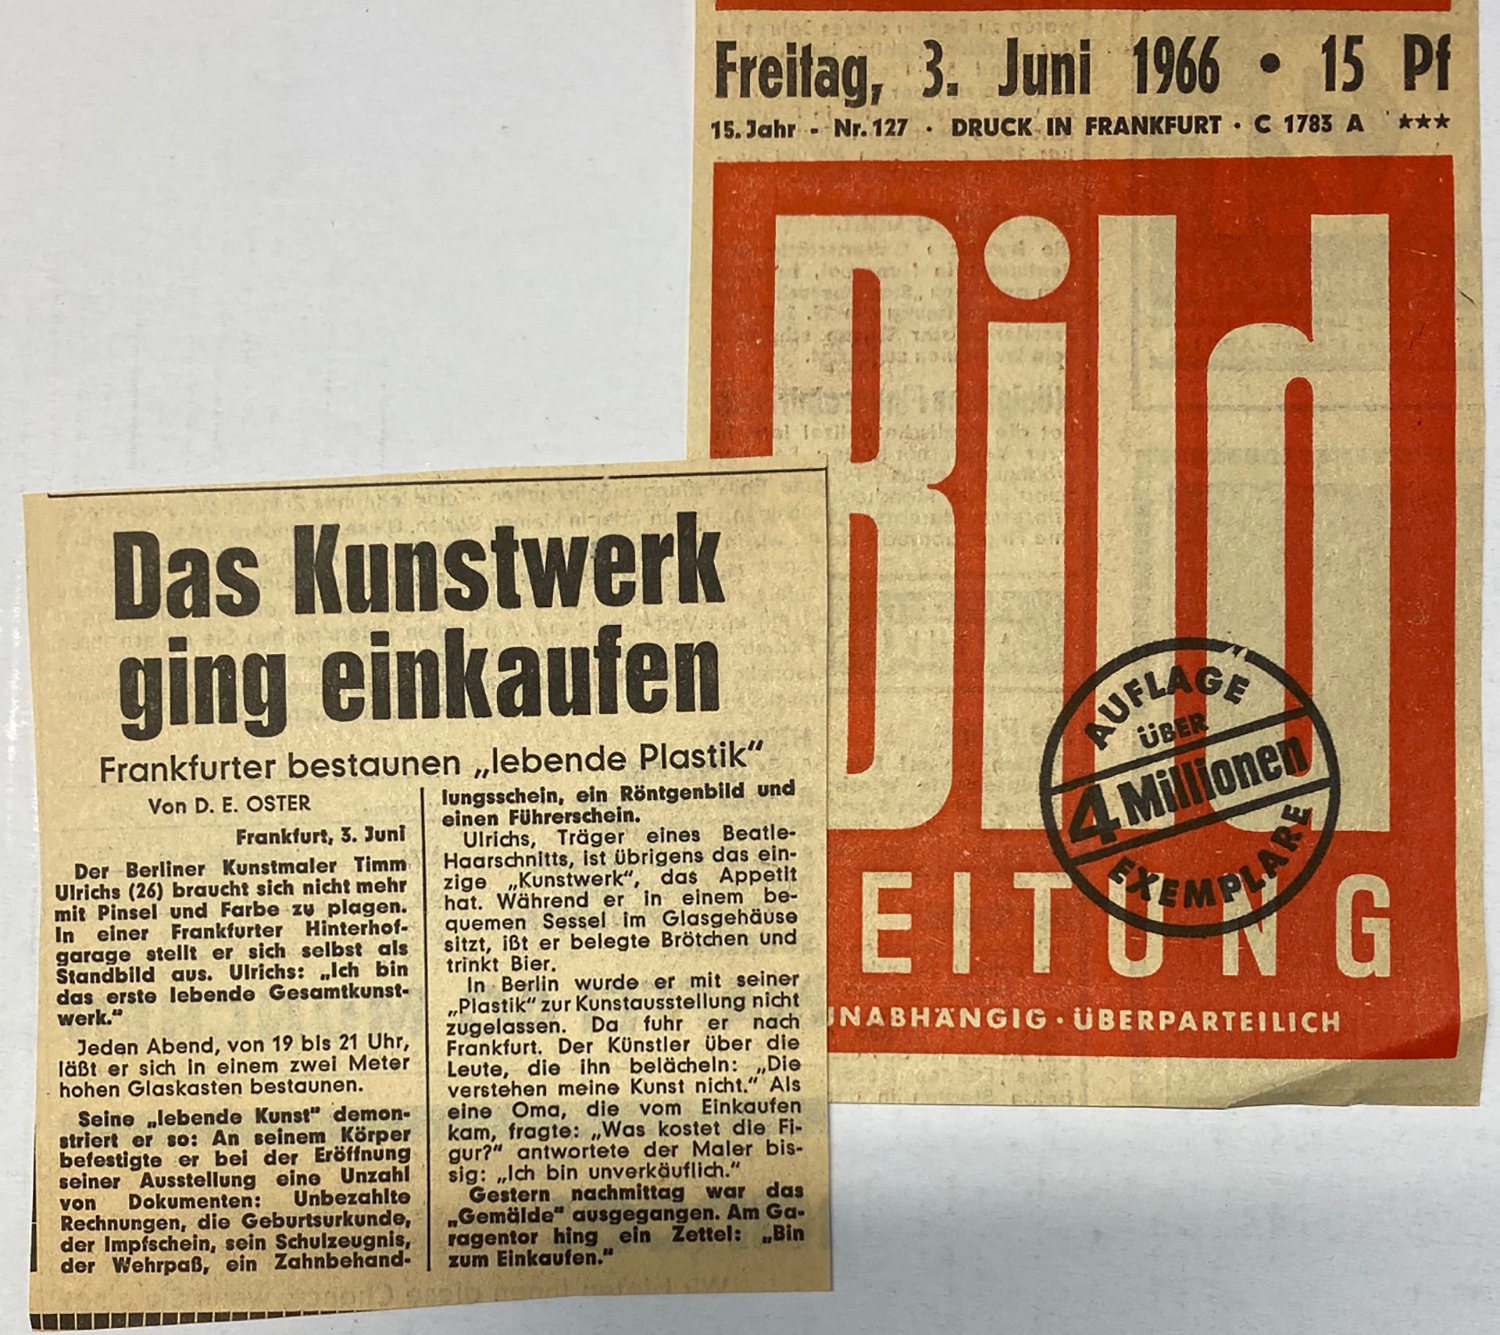 Freitag, 3. Juni 1966 • 15 Pf
15. Jahr - Nr. 127 · DRUCK IN FRANKFURT · C 1783 A ★★★
Bild
EITUNG
UNABHÄNGIG · ÜBERPARTEILICH
AUFLAGE
ÜBER
4 Millionen
EXEMPLARE
Das Kunstwerk
ging einkaufen
Frankfurter bestaunen „lebende Plastik“
Von D. E. OSTER
Frankfurt, 3. Juni
Der Berliner Kunstmaler Timm
Ulrichs (26) braucht sich nicht mehr
mit Pinsel und Farbe zu plagen.
In einer Frankfurter Hinterhof-
garage stellt er sich selbst als
Standbild aus. Ulrichs: „Ich bin
das erste lebende Gesamtkunst-
werk.“
Jeden Abend, von 19 bis 21 Uhr,
läßt er sich in einem zwei Meter
hohen Glaskasten bestaunen.
Seine „lebende Kunst“ demon-
striert er so: An seinem Körper
befestigte er bei der Eröffnung
seiner Ausstellung eine Unzahl
von Dokumenten: Unbezahlte
Rechnungen, die Geburtsurkunde,
der Impfschein, sein Schulzeugnis,
der Wehrpaß, ein Zahnbehand-
lungsschein, ein Röntgenbild und
einen Führerschein.
Ulrichs, Träger eines Beatle-
Haarschnitts, ist übrigens das ein-
zige „Kunstwerk“, das Appetit
hat. Während er in einem be-
quemen Sessel im Glasgehäuse
sitzt, ißt er belegte Brötchen und
trinkt Bier.
In Berlin wurde er mit seiner
„Plastik“ zur Kunstausstellung nicht
zugelassen. Da fuhr er nach
Frankfurt. Der Künstler über die
Leute, die ihn belächeln: „Die
verstehen meine Kunst nicht.“ Als
eine Oma, die vom Einkaufen
kam, fragte: „Was kostet die Fi-
gur?“ antwortete der Maler bis-
sig: „Ich bin unverkäuflich.“
Gestern nachmittag war das
„Gemälde“ ausgegangen. Am Ga-
ragentor hing ein Zettel: „Bin
zum Einkaufen.“